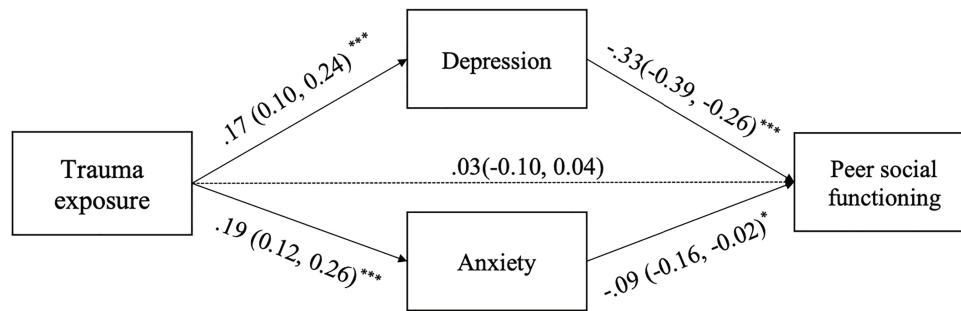 Depression
.17 (0.10, 0.24)***
-.33(-0.39, -0.26)***
Trauma
exposure
.03(-0.10, 0.04)
Peer social
functioning
.19 (0.12, 0.26)***
Anxiety
-.09 (-0.16, -0.02)*